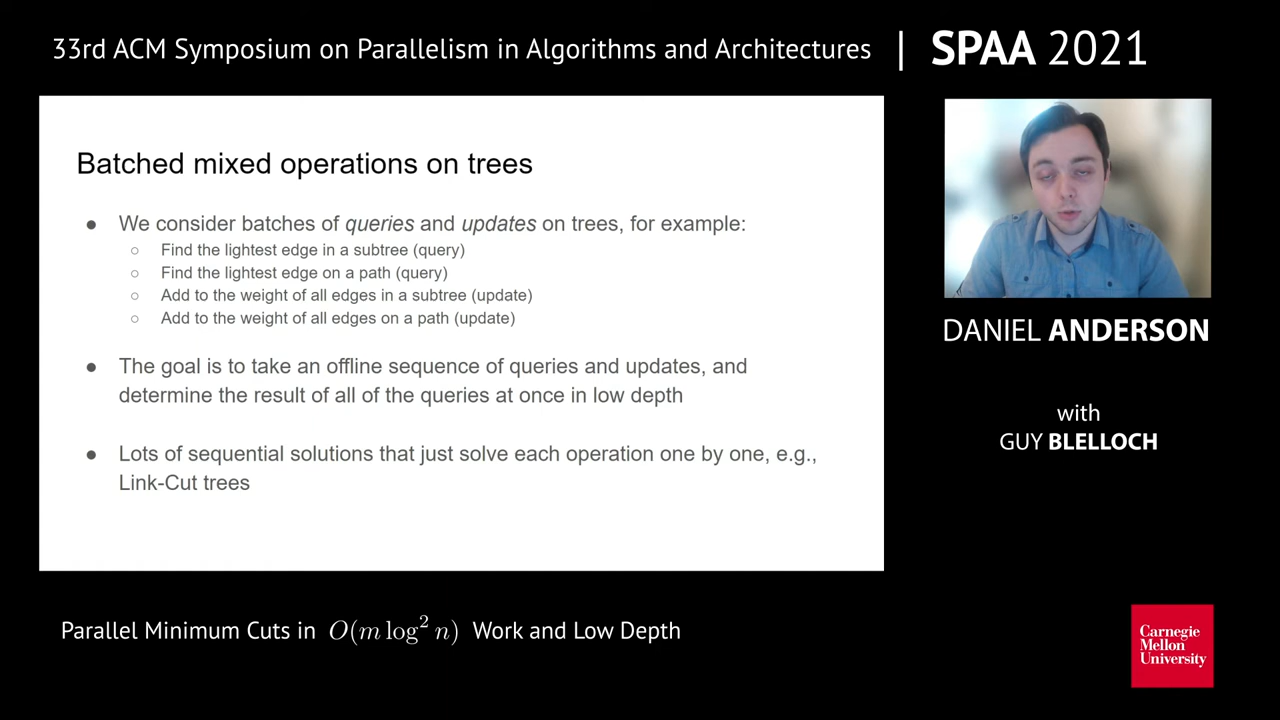 33rd ACM Symposium on Parallelism in Algorithms and Architectures | SPAA 2021
Batched mixed operations on trees
● We consider batches of queries and updates on trees, for example:
○ Find the lightest edge in a subtree (query)
○ Find the lightest edge on a path (query)
○ Add to the weight of all edges in a subtree (update)
○ Add to the weight of all edges on a path (update)
● The goal is to take an offline sequence of queries and updates, and
determine the result of all of the queries at once in low depth
● Lots of sequential solutions that just solve each operation one by one, e.g.,
Link-Cut trees
DANIEL ANDERSON
with
GUY BLELLOCH
Parallel Minimum Cuts in O(m log² n) Work and Low Depth
Carnegie
Mellon
University